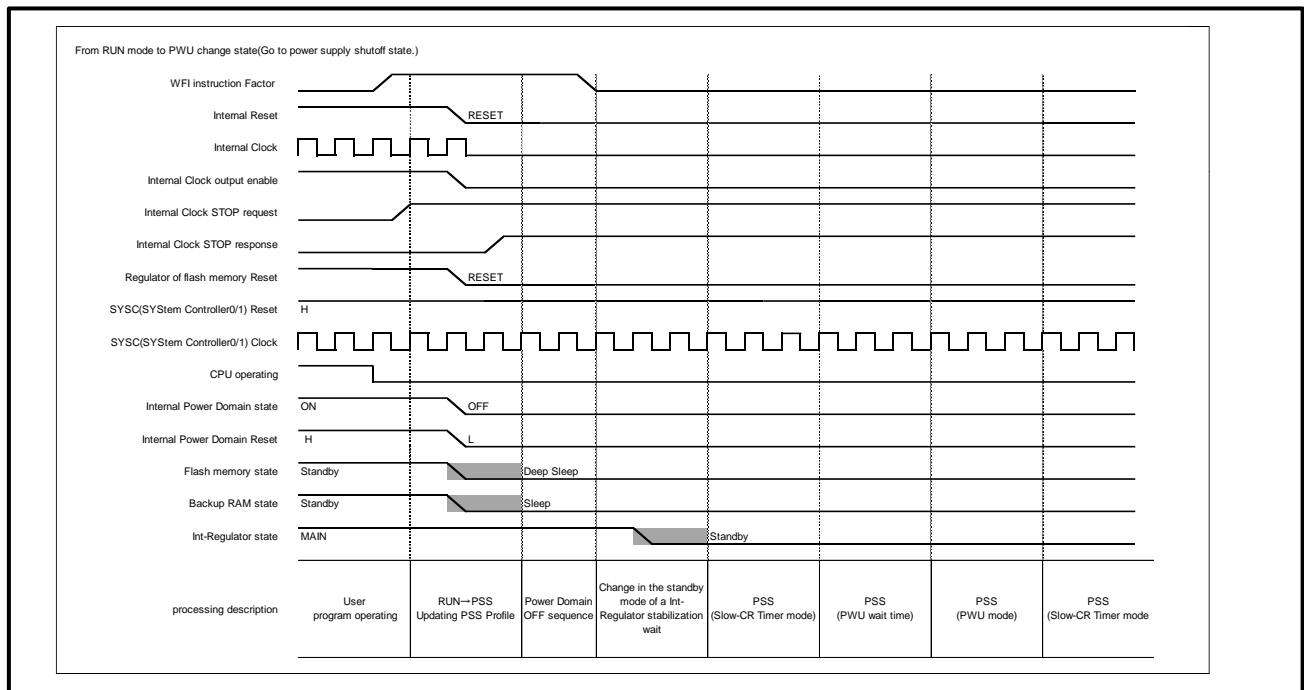 From RUN mode to PWU change state(Go to power supply shutoff state.)
WFI instruction Factor
Internal Reset
RESET
Internal Clock
Internal Clock output enable
Internal Clock STOP request
Internal Clock STOP response
Regulator of flash memory Reset
RESET
SYSC(SYStem Controller0/1) Reset
H
SYSC(SYStem Controller0/1) Clock
CPU operating
Internal Power Domain state
ON
OFF
Internal Power Domain Reset
H
L
Flash memory state
Standby
Deep Sleep
Backup RAM state
Standby
Sleep
Int-Regulator state
MAIN
Standby
processing description
User
program operating
RUN→PSS
Updating PSS Profile
Power Domain
OFF sequence
Change in the standby
mode of a Int-
Regulator stabilization
wait
PSS
(Slow-CR Timer mode)
PSS
(PWU wait time)
PSS
(PWU mode)
PSS
(Slow-CR Timer mode